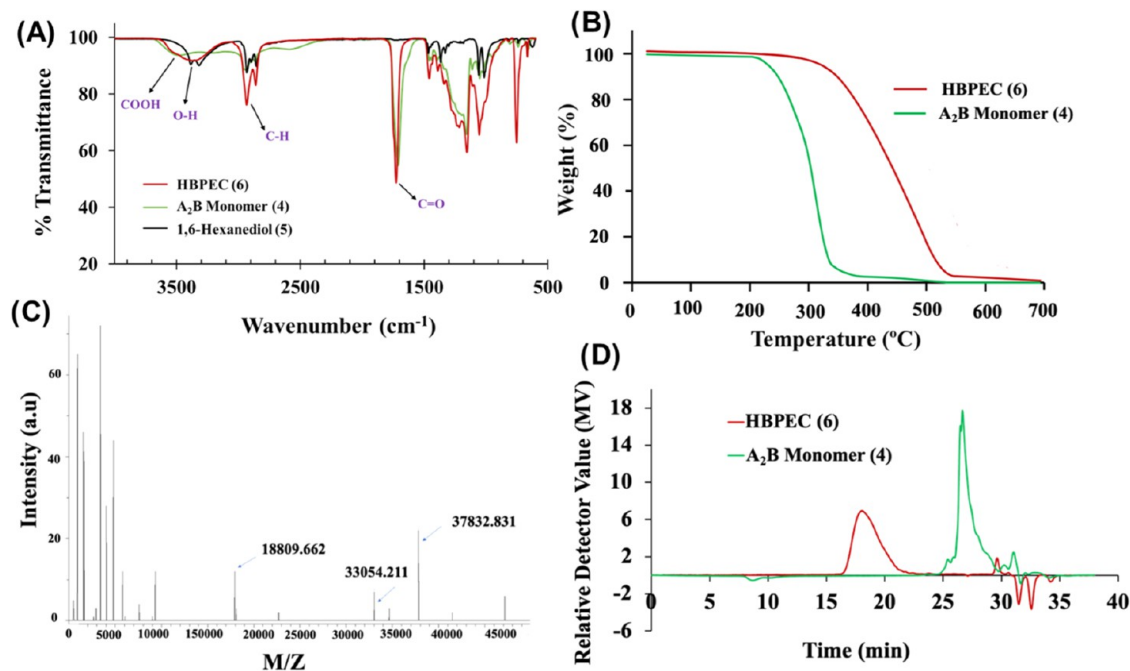 (A)
100
80
60
40
20
% Transmittance
COOH
O-H
C-H
C=O
HBPEC (6)
A₂B Monomer (4)
1,6-Hexanediol (5)
3500 2500 1500 500
Wavenumber (cm⁻¹)
(B)
100
80
60
40
20
0
Weight (%)
HBPEC (6)
A₂B Monomer (4)
0 100 200 300 400 500 600 700
Temperature (ºC)
(C)
60
40
20
0
Intensity (a.u)
18809.662
33054.211
37832.831
0 5000 10000 150000 200000 25000 30000 35000 40000 45000
M/Z
(D)
18
14
10
6
2
-2
-6
Relative Detector Value (MV)
HBPEC (6)
A₂B Monomer (4)
0 5 10 15 20 25 30 35 40
Time (min)